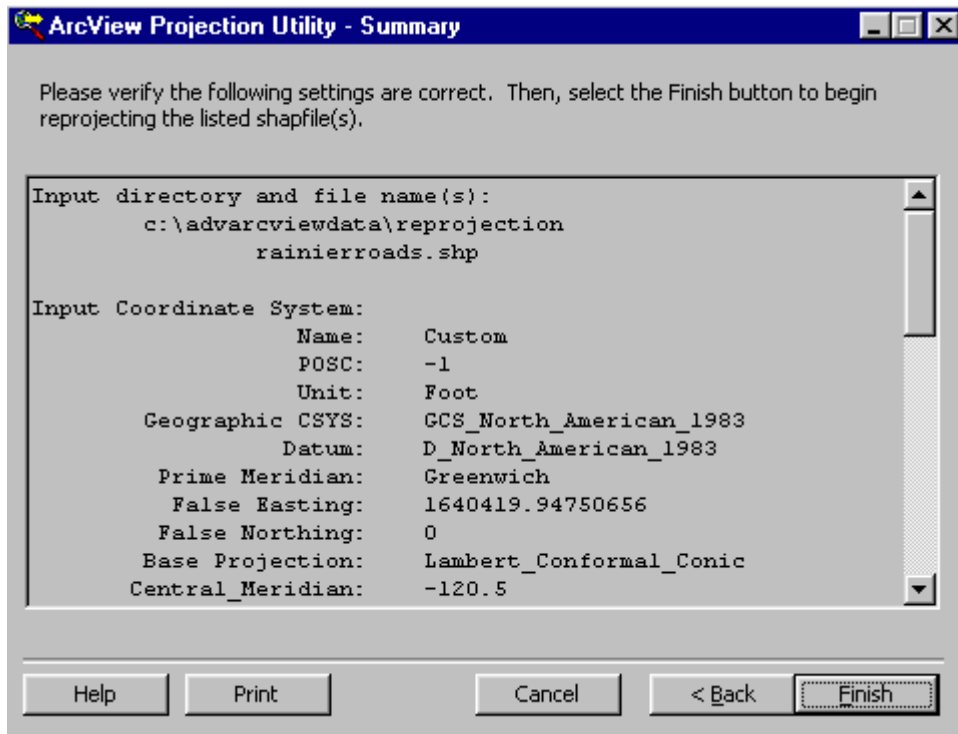 ArcView Projection Utility - Summary
Please verify the following settings are correct. Then, select the Finish button to begin
reprojecting the listed shapfile(s).
Input directory and file name(s):
c:\advarcviewdata\reprojection
rainierroads.shp
Input Coordinate System:
Name: Custom
POSC: -1
Unit: Foot
Geographic CSYS: GCS_North_American_1983
Datum: D_North_American_1983
Prime Meridian: Greenwich
False Easting: 1640419.94750656
False Northing: 0
Base Projection: Lambert_Conformal_Conic
Central_Meridian: -120.5
Help Print Cancel < Back Finish